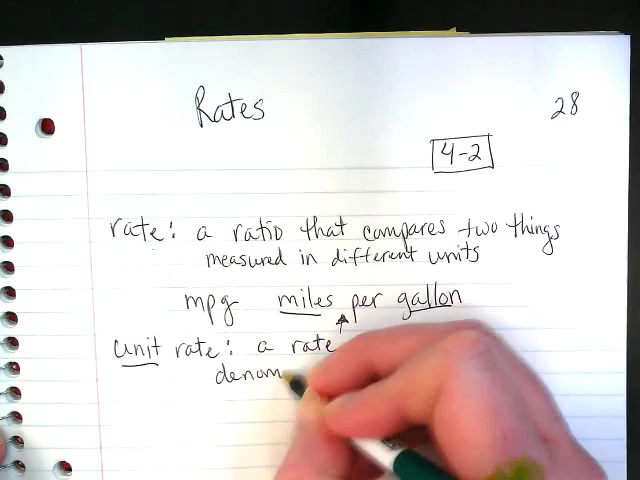 Rates
28
4-2
rate: a ratio that compares two things
measured in different units
mpg miles per gallon
unit rate: a rate
denom